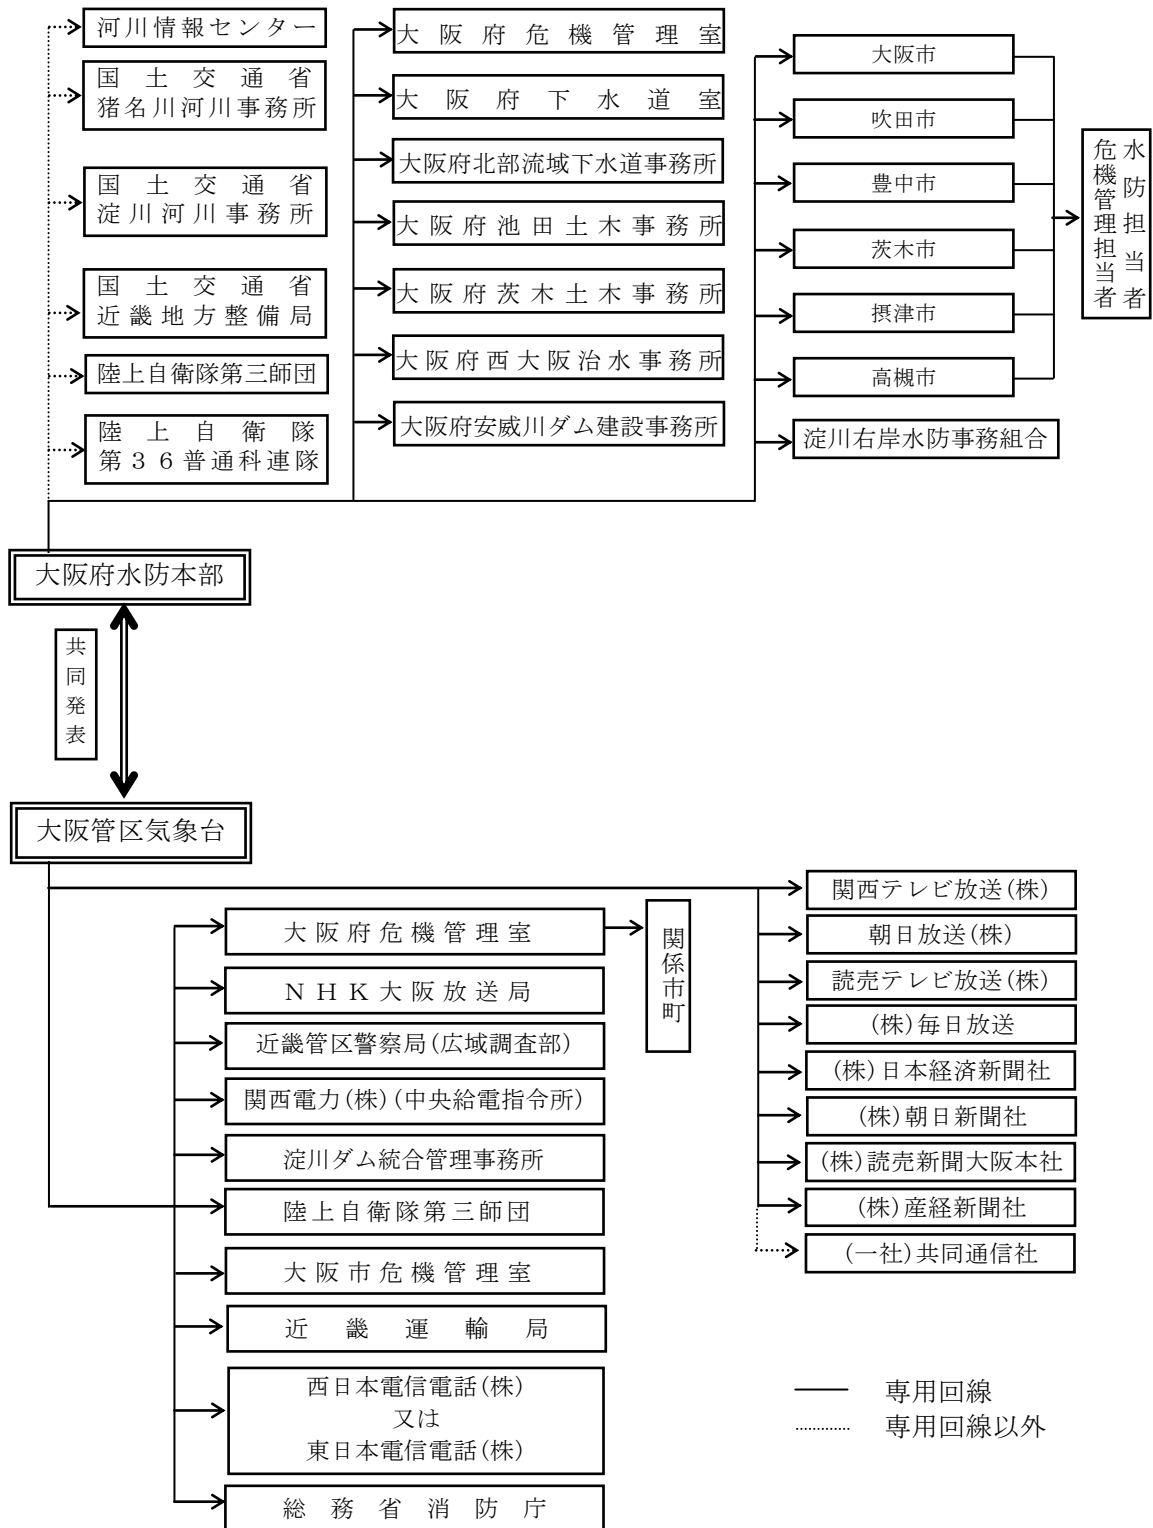 河川情報センター
国土交通省
猪名川河川事務所
国土交通省
淀川河川事務所
国土交通省
近畿地方整備局
陸上自衛隊第三師団
陸上自衛隊
第３６普通科連隊
大阪府危機管理室
大阪府下水道室
大阪府北部流域下水道事務所
大阪府池田土木事務所
大阪府茨木土木事務所
大阪府西大阪治水事務所
大阪府安威川ダム建設事務所
大阪市
吹田市
豊中市
茨木市
摂津市
高槻市
淀川右岸水防事務組合
水防担当者
危機管理担当者
大阪府水防本部
共同発表
大阪管区気象台
大阪府危機管理室
関係市町
ＮＨＫ大阪放送局
近畿管区警察局(広域調査部)
関西電力(株)(中央給電指令所)
淀川ダム統合管理事務所
陸上自衛隊第三師団
大阪市危機管理室
近畿運輸局
西日本電信電話(株)
又は
東日本電信電話(株)
総務省消防庁
関西テレビ放送(株)
朝日放送(株)
読売テレビ放送(株)
(株)毎日放送
(株)日本経済新聞社
(株)朝日新聞社
(株)読売新聞大阪本社
(株)産経新聞社
(一社)共同通信社
専用回線
専用回線以外